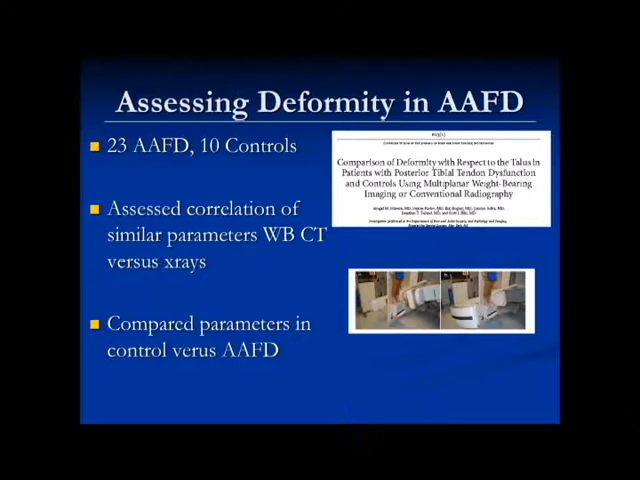 Assessing Deformity in AAFD
23 AAFD, 10 Controls
Assessed correlation of
similar parameters WB CT
versus xrays
Compared parameters in
control verus AAFD
Comparison of Deformity with Respect to the Talus in
Patients with Posterior Tibial Tendon Dysfunction
and Controls Using Multiplanar Weight-Bearing
Imaging or Conventional Radiography